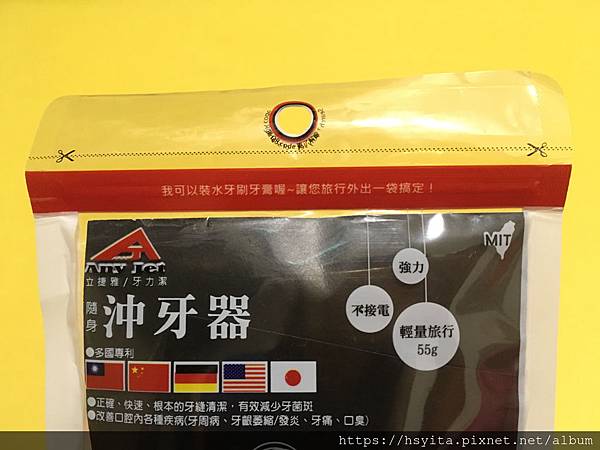 我可以裝水牙刷牙膏喔~讓您旅行外出一袋搞定！
MIT
Any Jet
立捷雅/牙力潔
強力
不接電
隨身
沖牙器
輕量旅行
55g
●多國專利
●正確、快速、根本的牙縫清潔，有效減少牙菌斑
●改善口腔內各種疾病(牙周病、牙齦萎縮/發炎、牙痛、口臭)
https://hsyita.pixnet.net/album